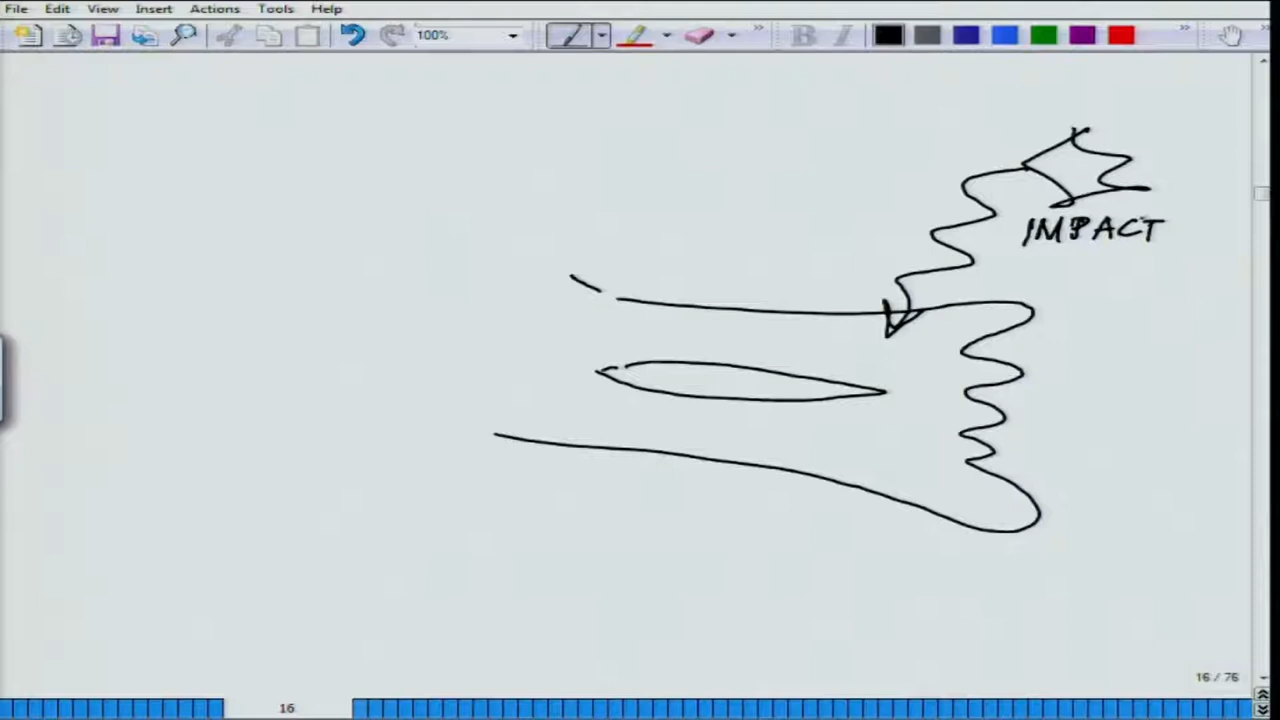 File Edit View Insert Actions Tools Help
100% B I
IMPACT
16 / 76
16